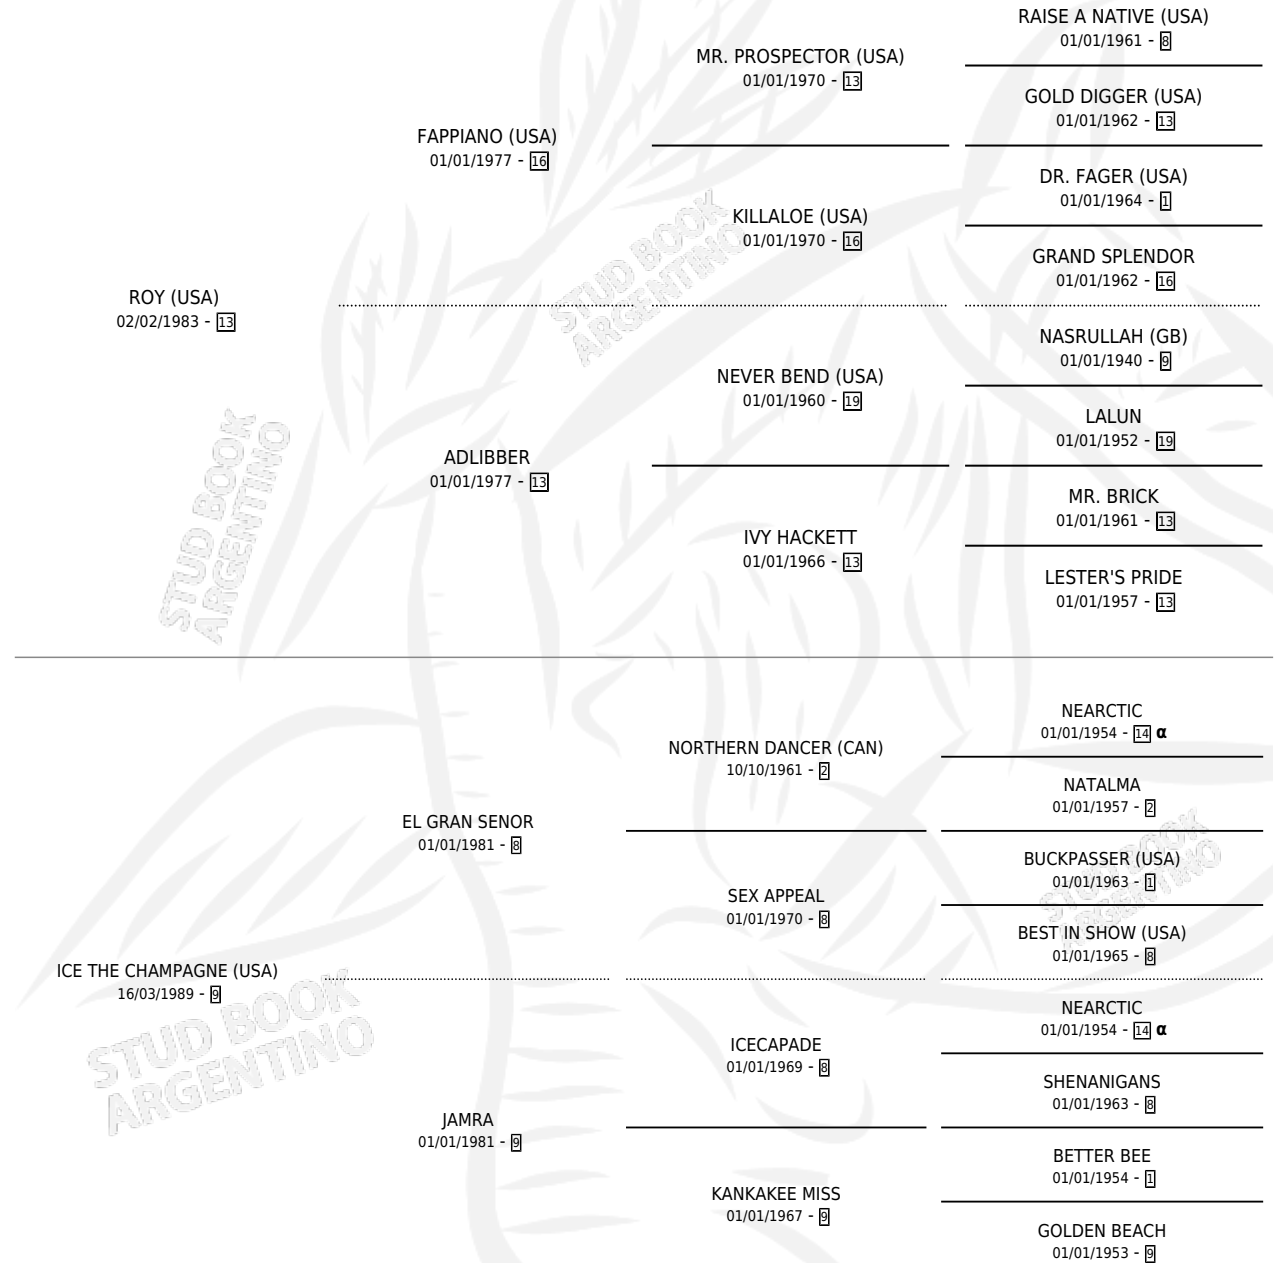 RAISE A NATIVE (USA)
01/01/1961 - 8
MR. PROSPECTOR (USA)
01/01/1970 - 13
GOLD DIGGER (USA)
01/01/1962 - 13
FAPPIANO (USA)
01/01/1977 - 16
DR. FAGER (USA)
01/01/1964 - 1
KILLALOE (USA)
01/01/1970 - 16
GRAND SPLENDOR
01/01/1962 - 16
ROY (USA)
02/02/1983 - 13
NASRULLAH (GB)
01/01/1940 - 9
NEVER BEND (USA)
01/01/1960 - 19
LALUN
01/01/1952 - 19
ADLIBBER
01/01/1977 - 13
MR. BRICK
01/01/1961 - 13
IVY HACKETT
01/01/1966 - 13
LESTER'S PRIDE
01/01/1957 - 13
NEARCTIC
01/01/1954 - 14 α
NORTHERN DANCER (CAN)
10/10/1961 - 2
NATALMA
01/01/1957 - 2
EL GRAN SENOR
01/01/1981 - 8
BUCKPASSER (USA)
01/01/1963 - 1
SEX APPEAL
01/01/1970 - 8
BEST IN SHOW (USA)
01/01/1965 - 8
ICE THE CHAMPAGNE (USA)
16/03/1989 - 9
NEARCTIC
01/01/1954 - 14 α
ICECAPADE
01/01/1969 - 8
SHENANIGANS
01/01/1963 - 8
JAMRA
01/01/1981 - 9
BETTER BEE
01/01/1954 - 1
KANKAKEE MISS
01/01/1967 - 9
GOLDEN BEACH
01/01/1953 - 9
STUD BOOK
ARGENTINO
STUD BOOK
ARGENTINO
STUD BOOK
ARGENTINO
STUD BOOK
ARGENTINO